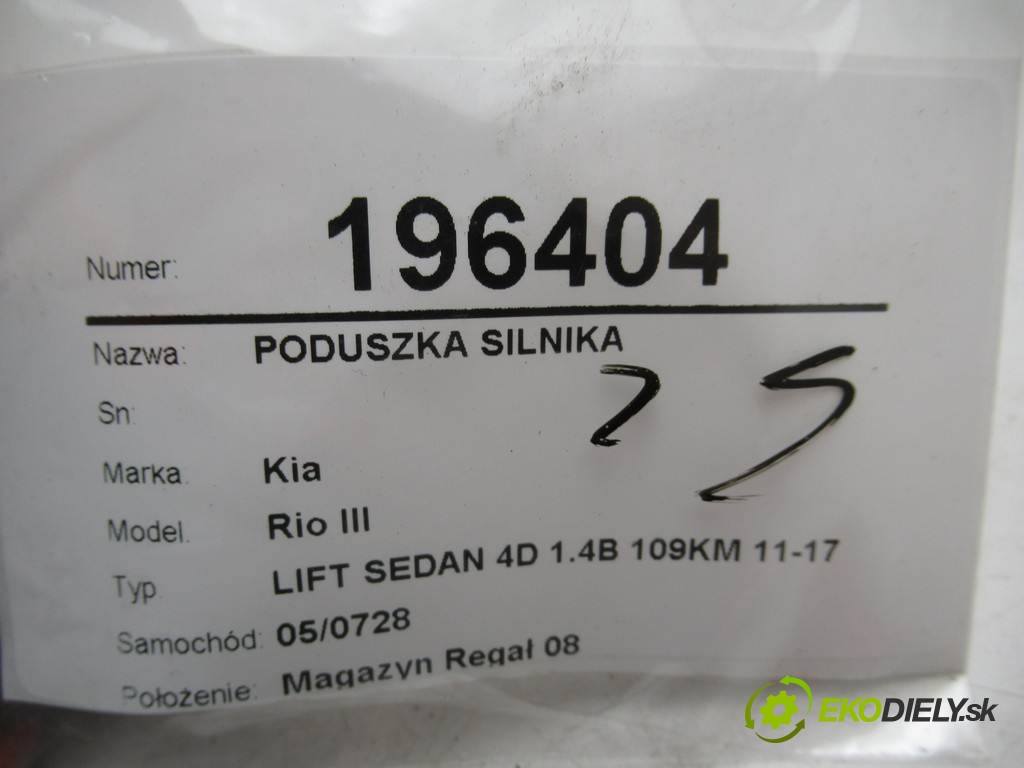 Numer: 196404
Nazwa: PODUSZKA SILNIKA
2 S
Sn:
Marka. Kia
Model. Rio III
Typ LIFT SEDAN 4D 1.4B 109KM 11-17
Samochód: 05/0728
Położenie: Magazyn Regał 08
EKODIELY.sk